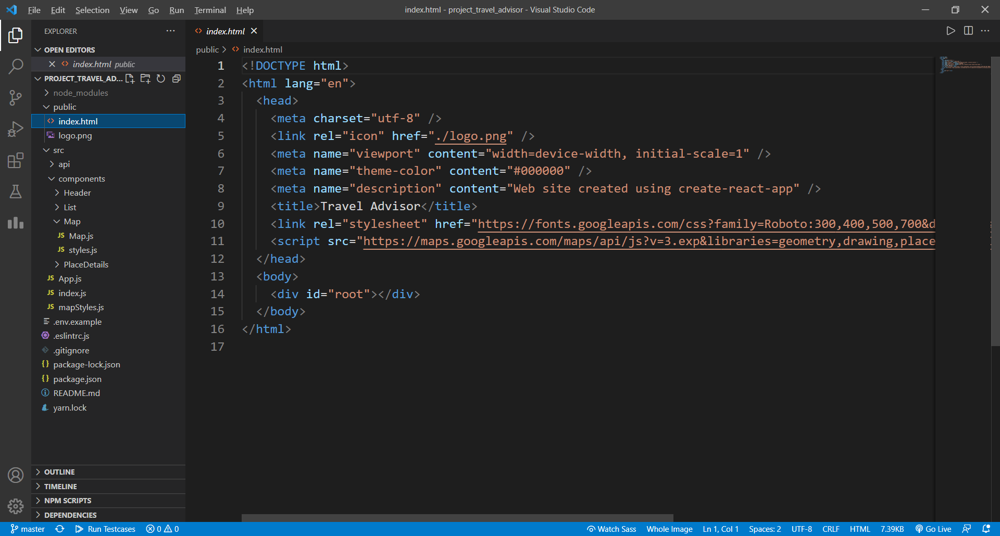 File Edit Selection View Go Run Terminal Help
index.html - project_travel_advisor - Visual Studio Code
EXPLORER
OPEN EDITORS
index.html public
PROJECT_TRAVEL_AD...
node_modules
public
index.html
logo.png
src
api
components
Header
List
Map
JS Map.js
JS styles.js
PlaceDetails
JS App.js
JS index.js
JS mapStyles.js
.env.example
.eslintrc.js
.gitignore
{} package-lock.json
{} package.json
README.md
yarn.lock
OUTLINE
TIMELINE
NPM SCRIPTS
DEPENDENCIES
index.html
public > index.html
1 <!DOCTYPE html>
2 <html lang="en">
3 <head>
4 <meta charset="utf-8" />
5 <link rel="icon" href="./logo.png" />
6 <meta name="viewport" content="width=device-width, initial-scale=1" />
7 <meta name="theme-color" content="#000000" />
8 <meta name="description" content="Web site created using create-react-app" />
9 <title>Travel Advisor</title>
10 <link rel="stylesheet" href="https://fonts.googleapis.com/css?family=Roboto:300,400,500,700&d
11 <script src="https://maps.googleapis.com/maps/api/js?v=3.exp&libraries=geometry,drawing,place
12 </head>
13 <body>
14 <div id="root"></div>
15 </body>
16 </html>
17
master Run Testcases 0 0 Watch Sass Whole Image Ln 1, Col 1 Spaces: 2 UTF-8 CRLF HTML 7.39KB Go Live